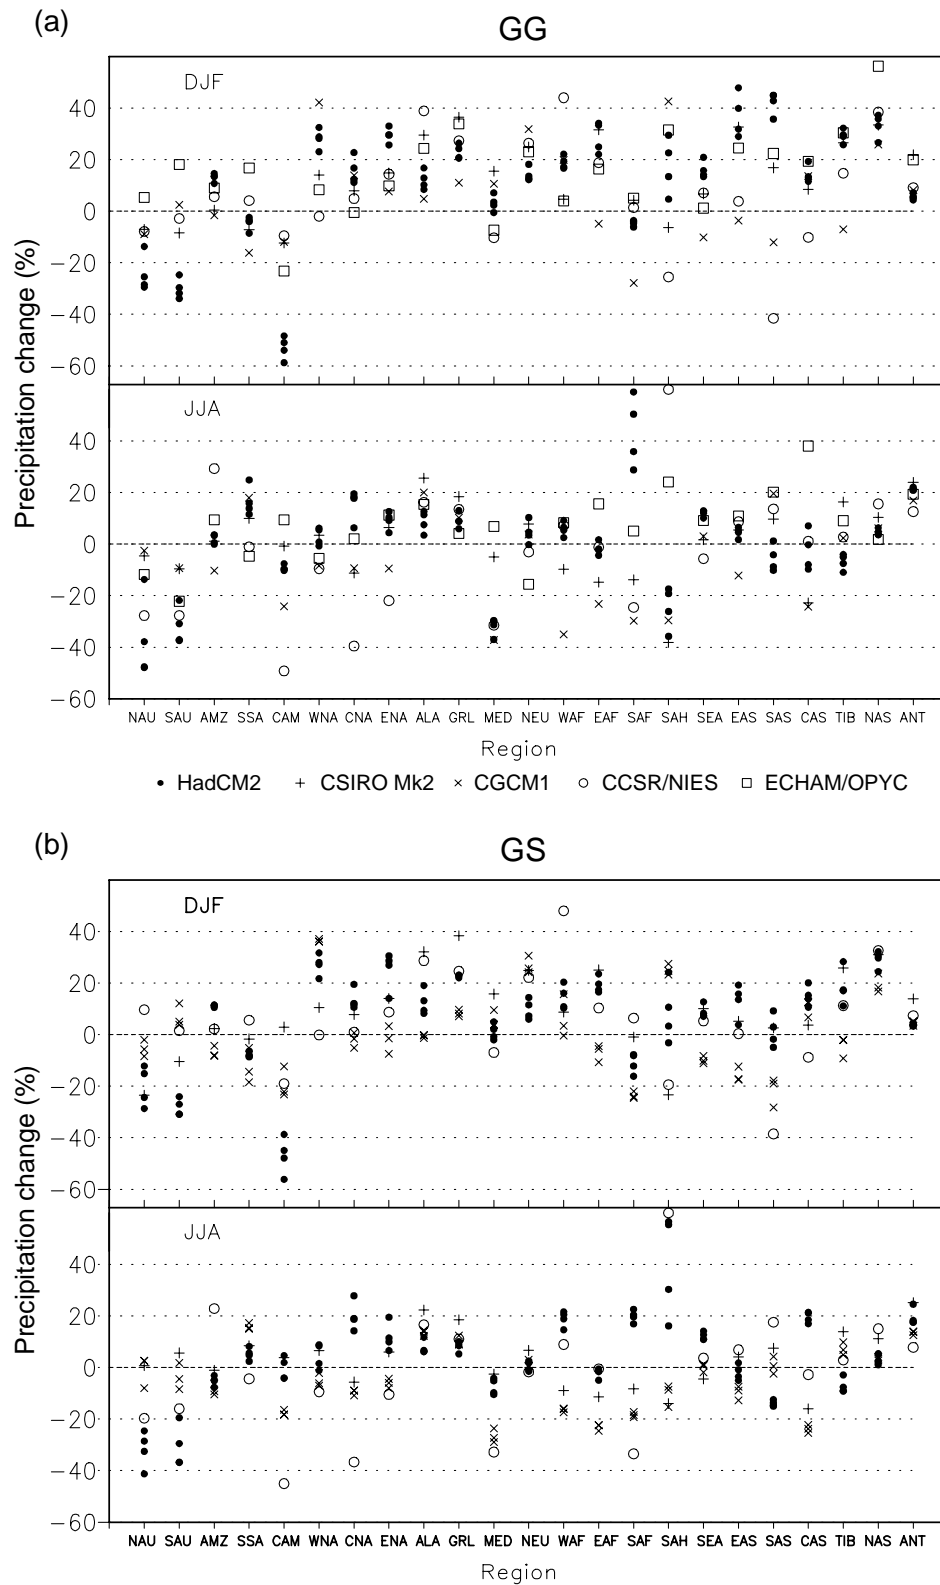 (a)
GG
DJF
40
20
0
−20
−40
−60
JJA
40
20
0
−20
−40
−60
Precipitation change (%)
NAU SAU AMZ SSA CAM WNA CNA ENA ALA GRL MED NEU WAF EAF SAF SAH SEA EAS SAS CAS TIB NAS ANT
Region
HadCM2 CSIRO Mk2 CGCM1 CCSR/NIES ECHAM/OPYC
(b)
GS
DJF
40
20
0
−20
−40
−60
JJA
40
20
0
−20
−40
−60
Precipitation change (%)
NAU SAU AMZ SSA CAM WNA CNA ENA ALA GRL MED NEU WAF EAF SAF SAH SEA EAS SAS CAS TIB NAS ANT
Region